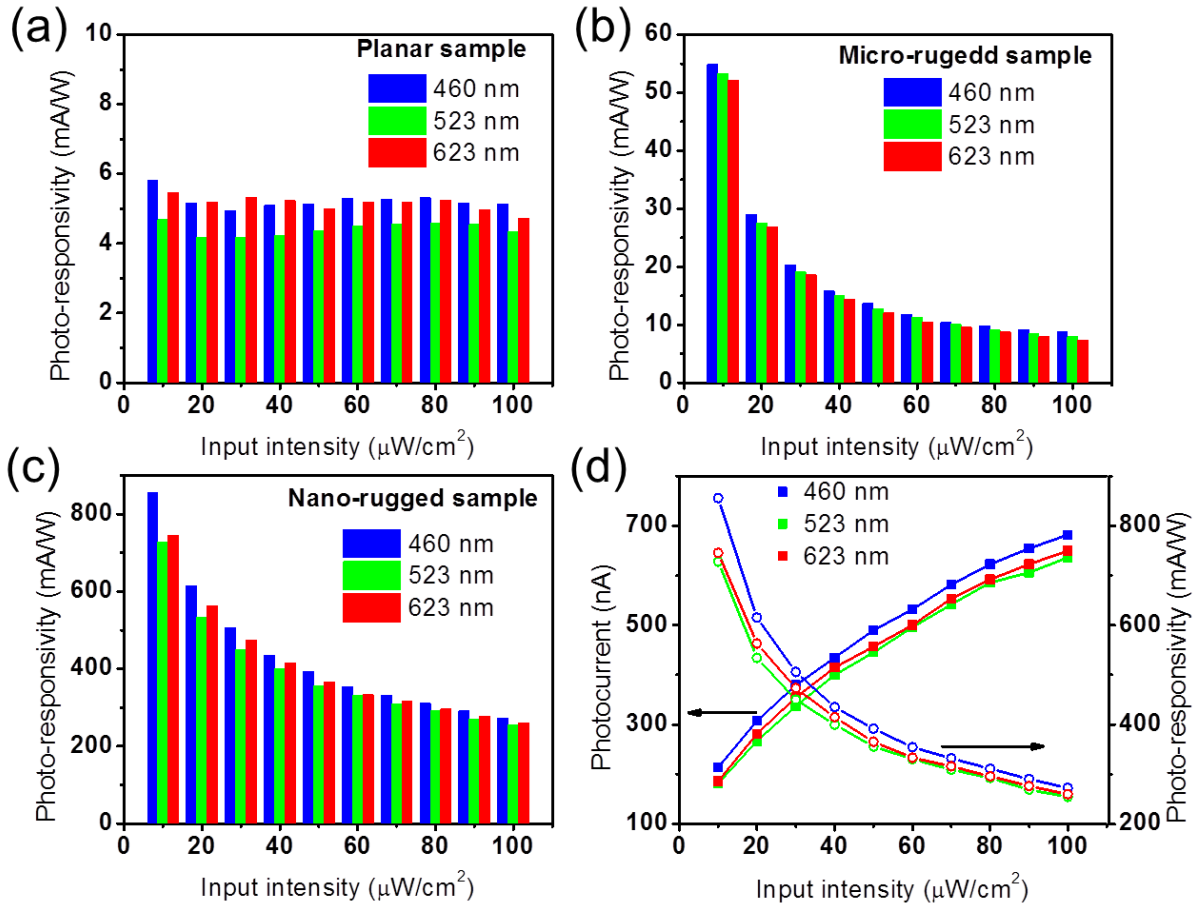 (a)
Planar sample
460 nm
523 nm
623 nm
Photo-responsivity (mA/W)
10
8
6
4
2
0
0 20 40 60 80 100
Input intensity (μW/cm²)
(b)
Micro-rugedd sample
460 nm
523 nm
623 nm
Photo-responsivity (mA/W)
60
50
40
30
20
10
0
0 20 40 60 80 100
Input intensity (μW/cm²)
(c)
Nano-rugged sample
460 nm
523 nm
623 nm
Photo-responsivity (mA/W)
800
600
400
200
0
0 20 40 60 80 100
Input intensity (μW/cm²)
(d)
460 nm
523 nm
623 nm
Photocurrent (nA)
700
500
300
100
0 20 40 60 80 100
Input intensity (μW/cm²)
800
600
400
200
Photo-responsivity (mA/W)